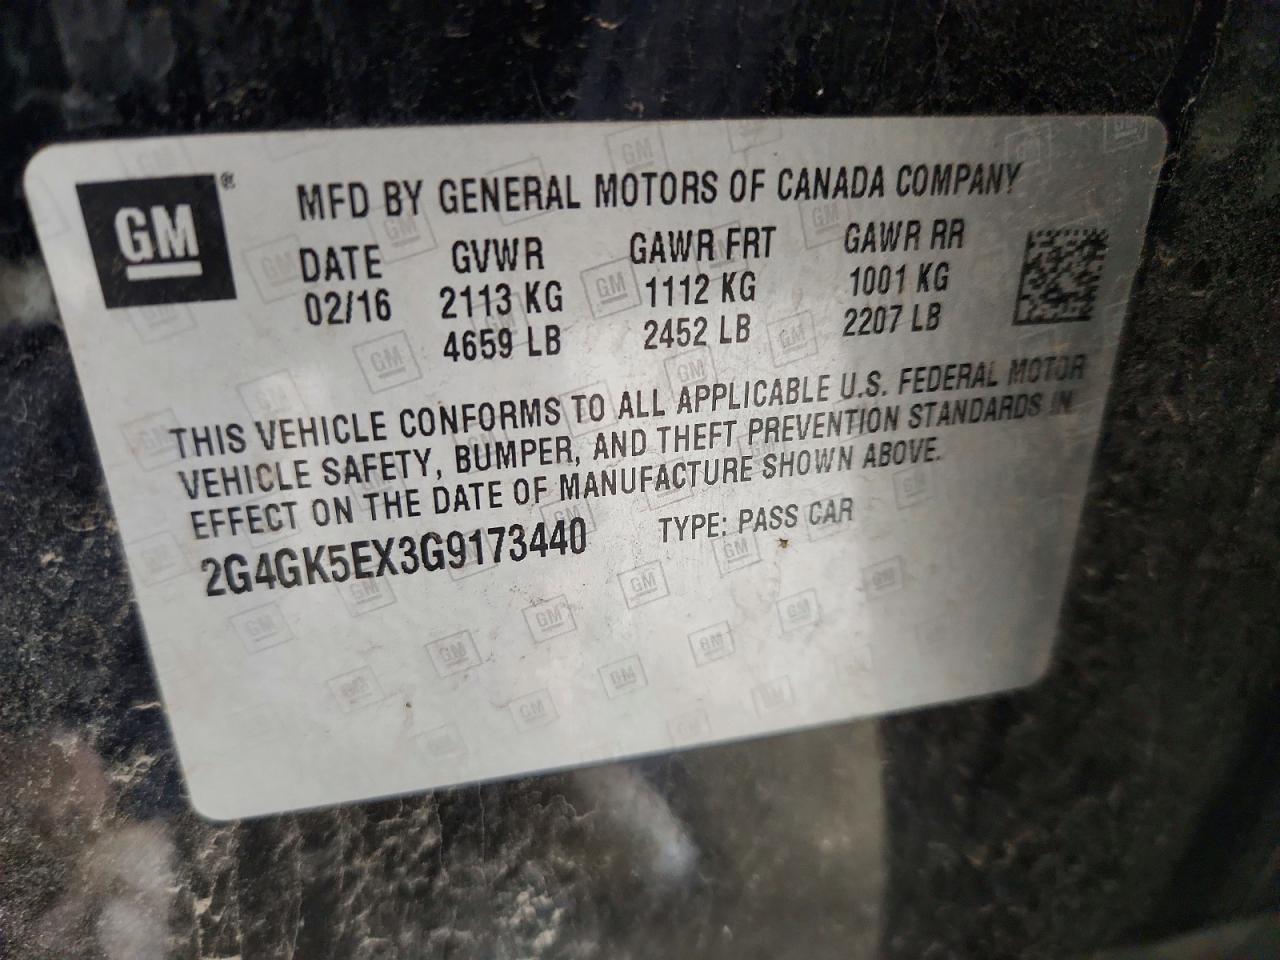 GM ®
MFD BY GENERAL MOTORS OF CANADA COMPANY
DATE GVWR GAWR FRT GAWR RR
02/16 2113 KG 1112 KG 1001 KG
4659 LB 2452 LB 2207 LB
THIS VEHICLE CONFORMS TO ALL APPLICABLE U.S. FEDERAL MOTOR
VEHICLE SAFETY, BUMPER, AND THEFT PREVENTION STANDARDS IN
EFFECT ON THE DATE OF MANUFACTURE SHOWN ABOVE.
2G4GK5EX3G9173440 TYPE: PASS CAR